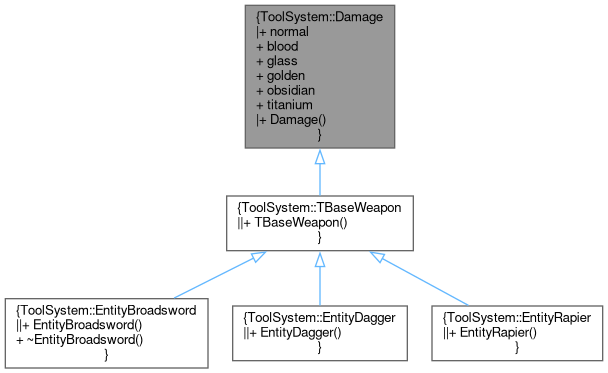 {ToolSystem::Damage
|+ normal
+ blood
+ glass
+ golden
+ obsidian
+ titanium
|+ Damage()
}
{ToolSystem::TBaseWeapon
||+ TBaseWeapon()
}
{ToolSystem::EntityBroadsword
||+ EntityBroadsword()
+ ~EntityBroadsword()
}
{ToolSystem::EntityDagger
||+ EntityDagger()
}
{ToolSystem::EntityRapier
||+ EntityRapier()
}